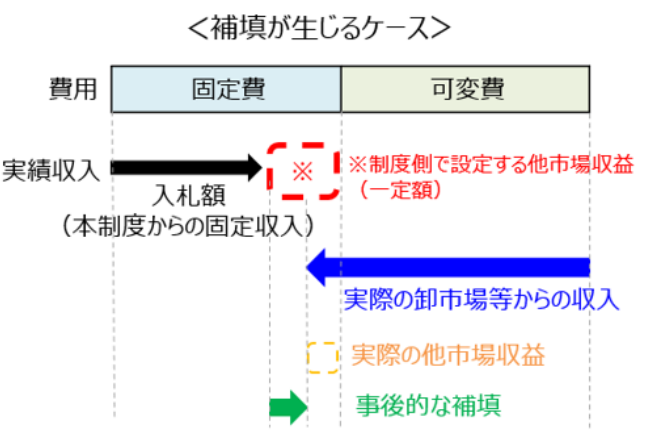 ＜補填が生じるケース＞
費用
固定費
可変費
実績収入
※
※制度側で設定する他市場収益
（一定額）
入札額
（本制度からの固定収入）
実際の卸市場等からの収入
実際の他市場収益
事後的な補填